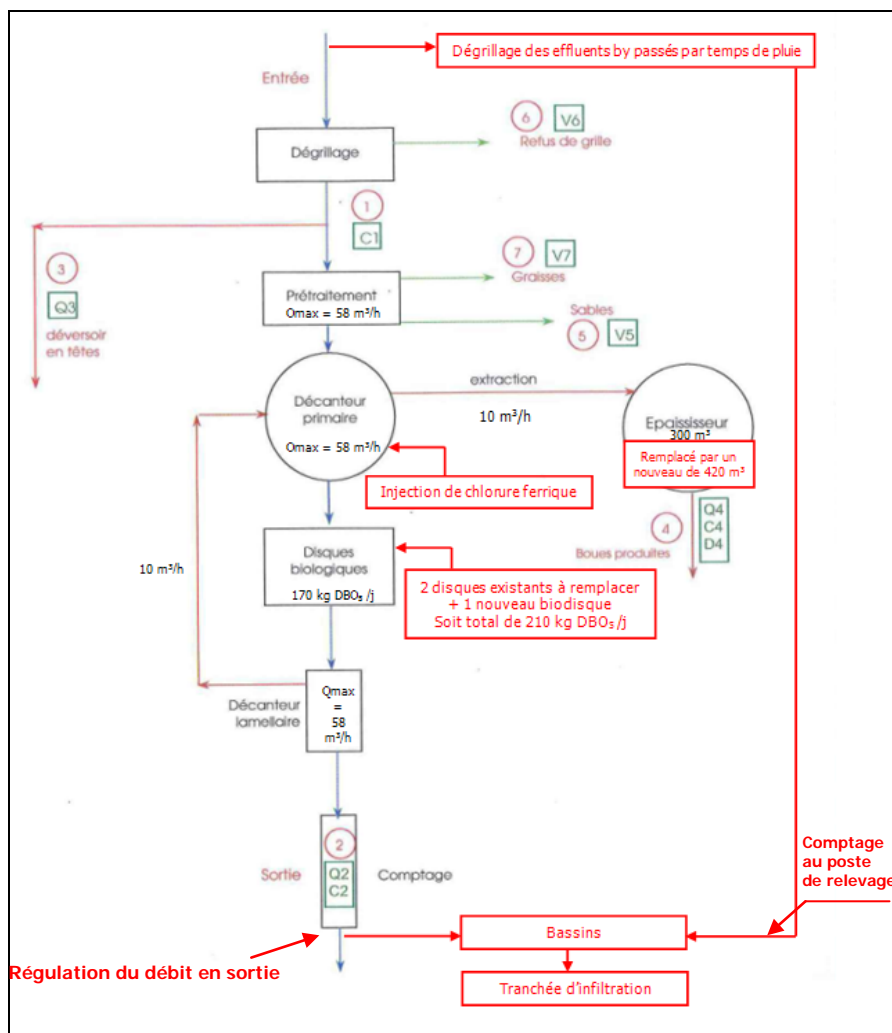 Dégrillage des effluents by passés par temps de pluie
Entrée
6 V6
Refus de grille
Dégrillage
1
C1
3
Q3
déversoir
en têtes
7 V7
Graisses
Prétraitement
Qmax = 58 m³/h
Sables
5 V5
extraction
10 m³/h
Décanteur
primaire
Qmax = 58 m³/h
Epaississeur
300 m³
Remplacé par un
nouveau de 420 m³
Injection de chlorure ferrique
4
Q4
C4
D4
Boues produites
Disques
biologiques
170 kg DBO₅ /j
10 m³/h
2 disques existants à remplacer
+ 1 nouveau biodisque
Soit total de 210 kg DBO₅ /j
Décanteur
lamellaire
Qmax
=
58
m³/h
2
Q2
C2
Sortie
Comptage
Comptage
au poste
de relevage
Bassins
Régulation du débit en sortie
Tranchée d'infiltration